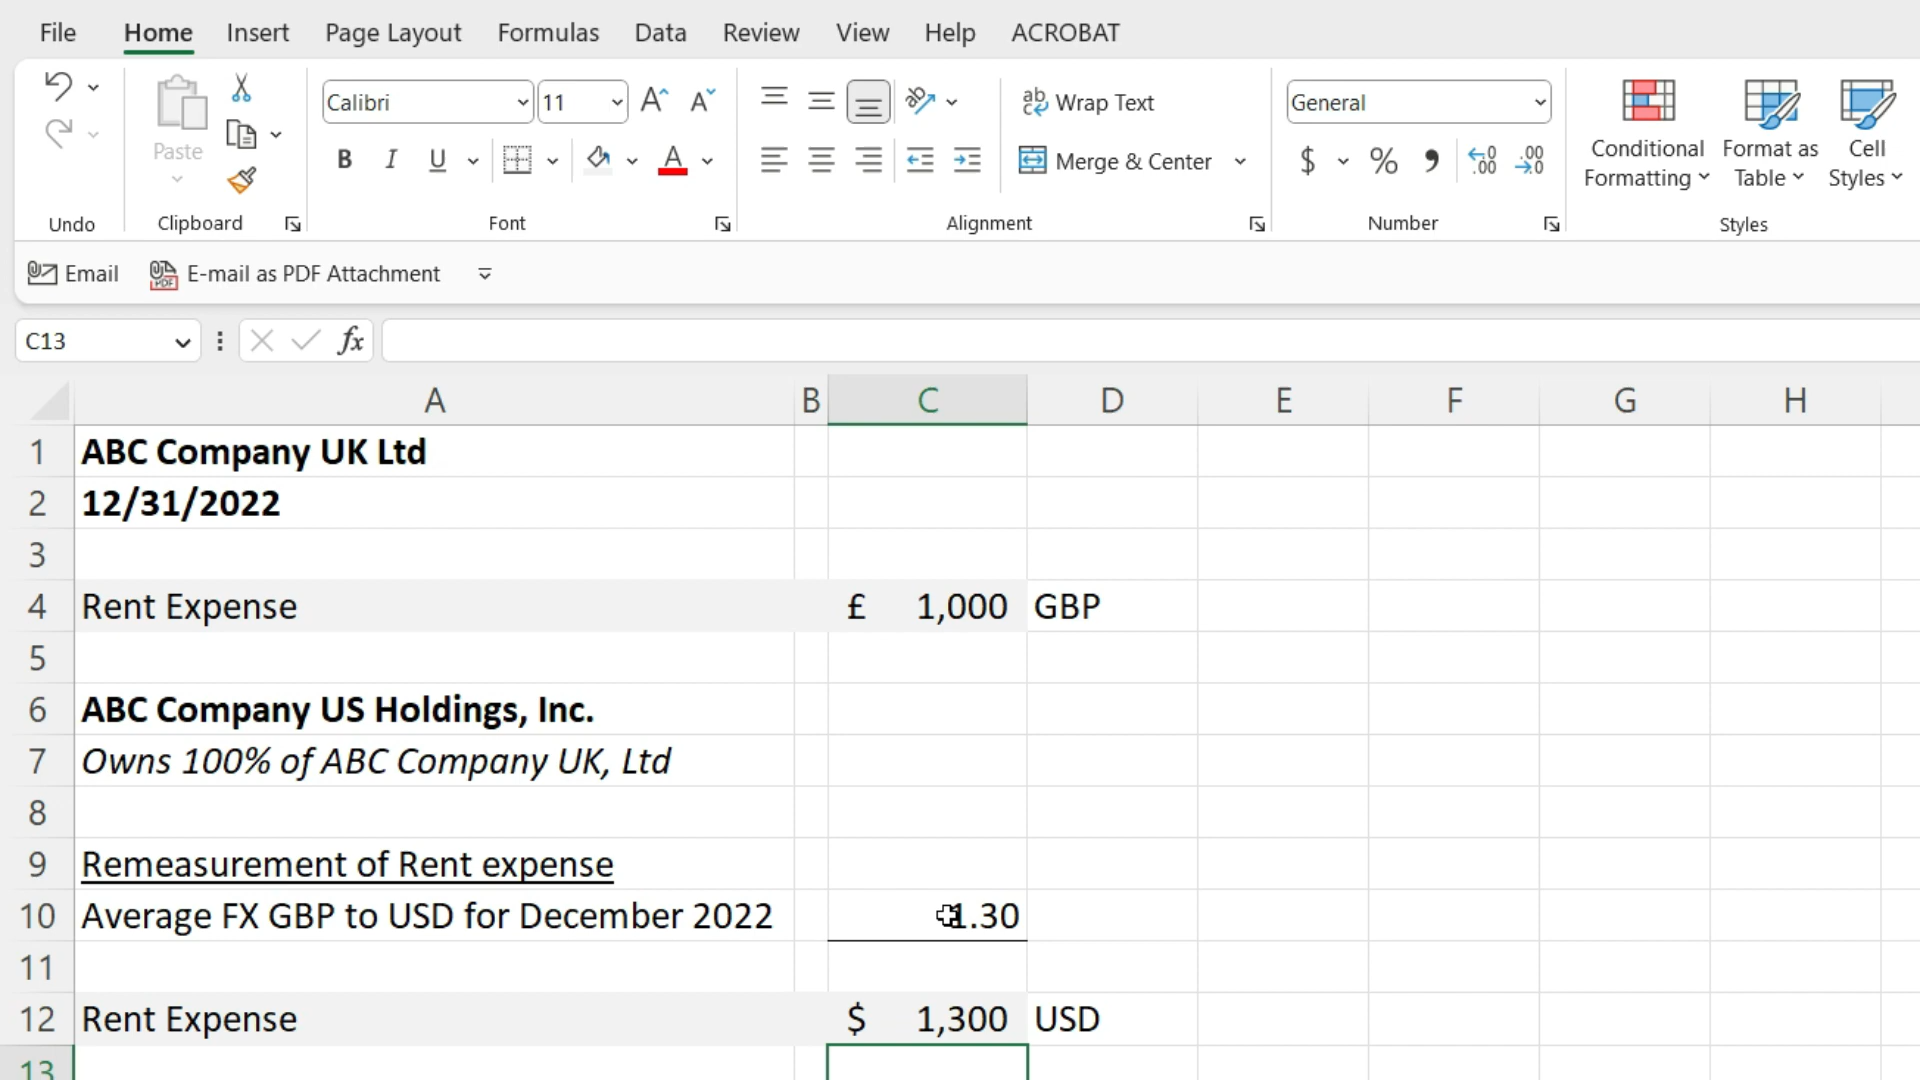 File Home Insert Page Layout Formulas Data Review View Help ACROBAT
Paste Calibri 11 A A ab Wrap Text General
B I U A Merge & Center $ % .00 .00 Conditional Formatting Format as Table Cell Styles
Undo Clipboard Font Alignment Number Styles
Email E-mail as PDF Attachment
C13 fx
A B C D E F G H
1 ABC Company UK Ltd
2 12/31/2022
3
4 Rent Expense £ 1,000 GBP
5
6 ABC Company US Holdings, Inc.
7 Owns 100% of ABC Company UK, Ltd
8
9 Remeasurement of Rent expense
10 Average FX GBP to USD for December 2022 1.30
11
12 Rent Expense $ 1,300 USD
13